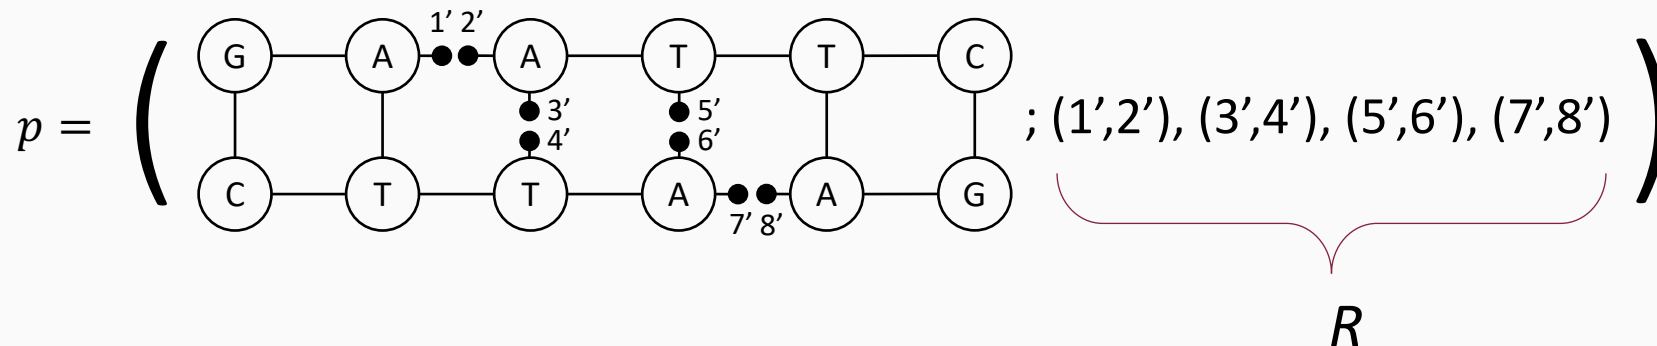 1’ 2’
G A A T T C
3’ 5’
p = ( ; (1’,2’), (3’,4’), (5’,6’), (7’,8’) )
4’ 6’
C T T A A G
7’ 8’
R